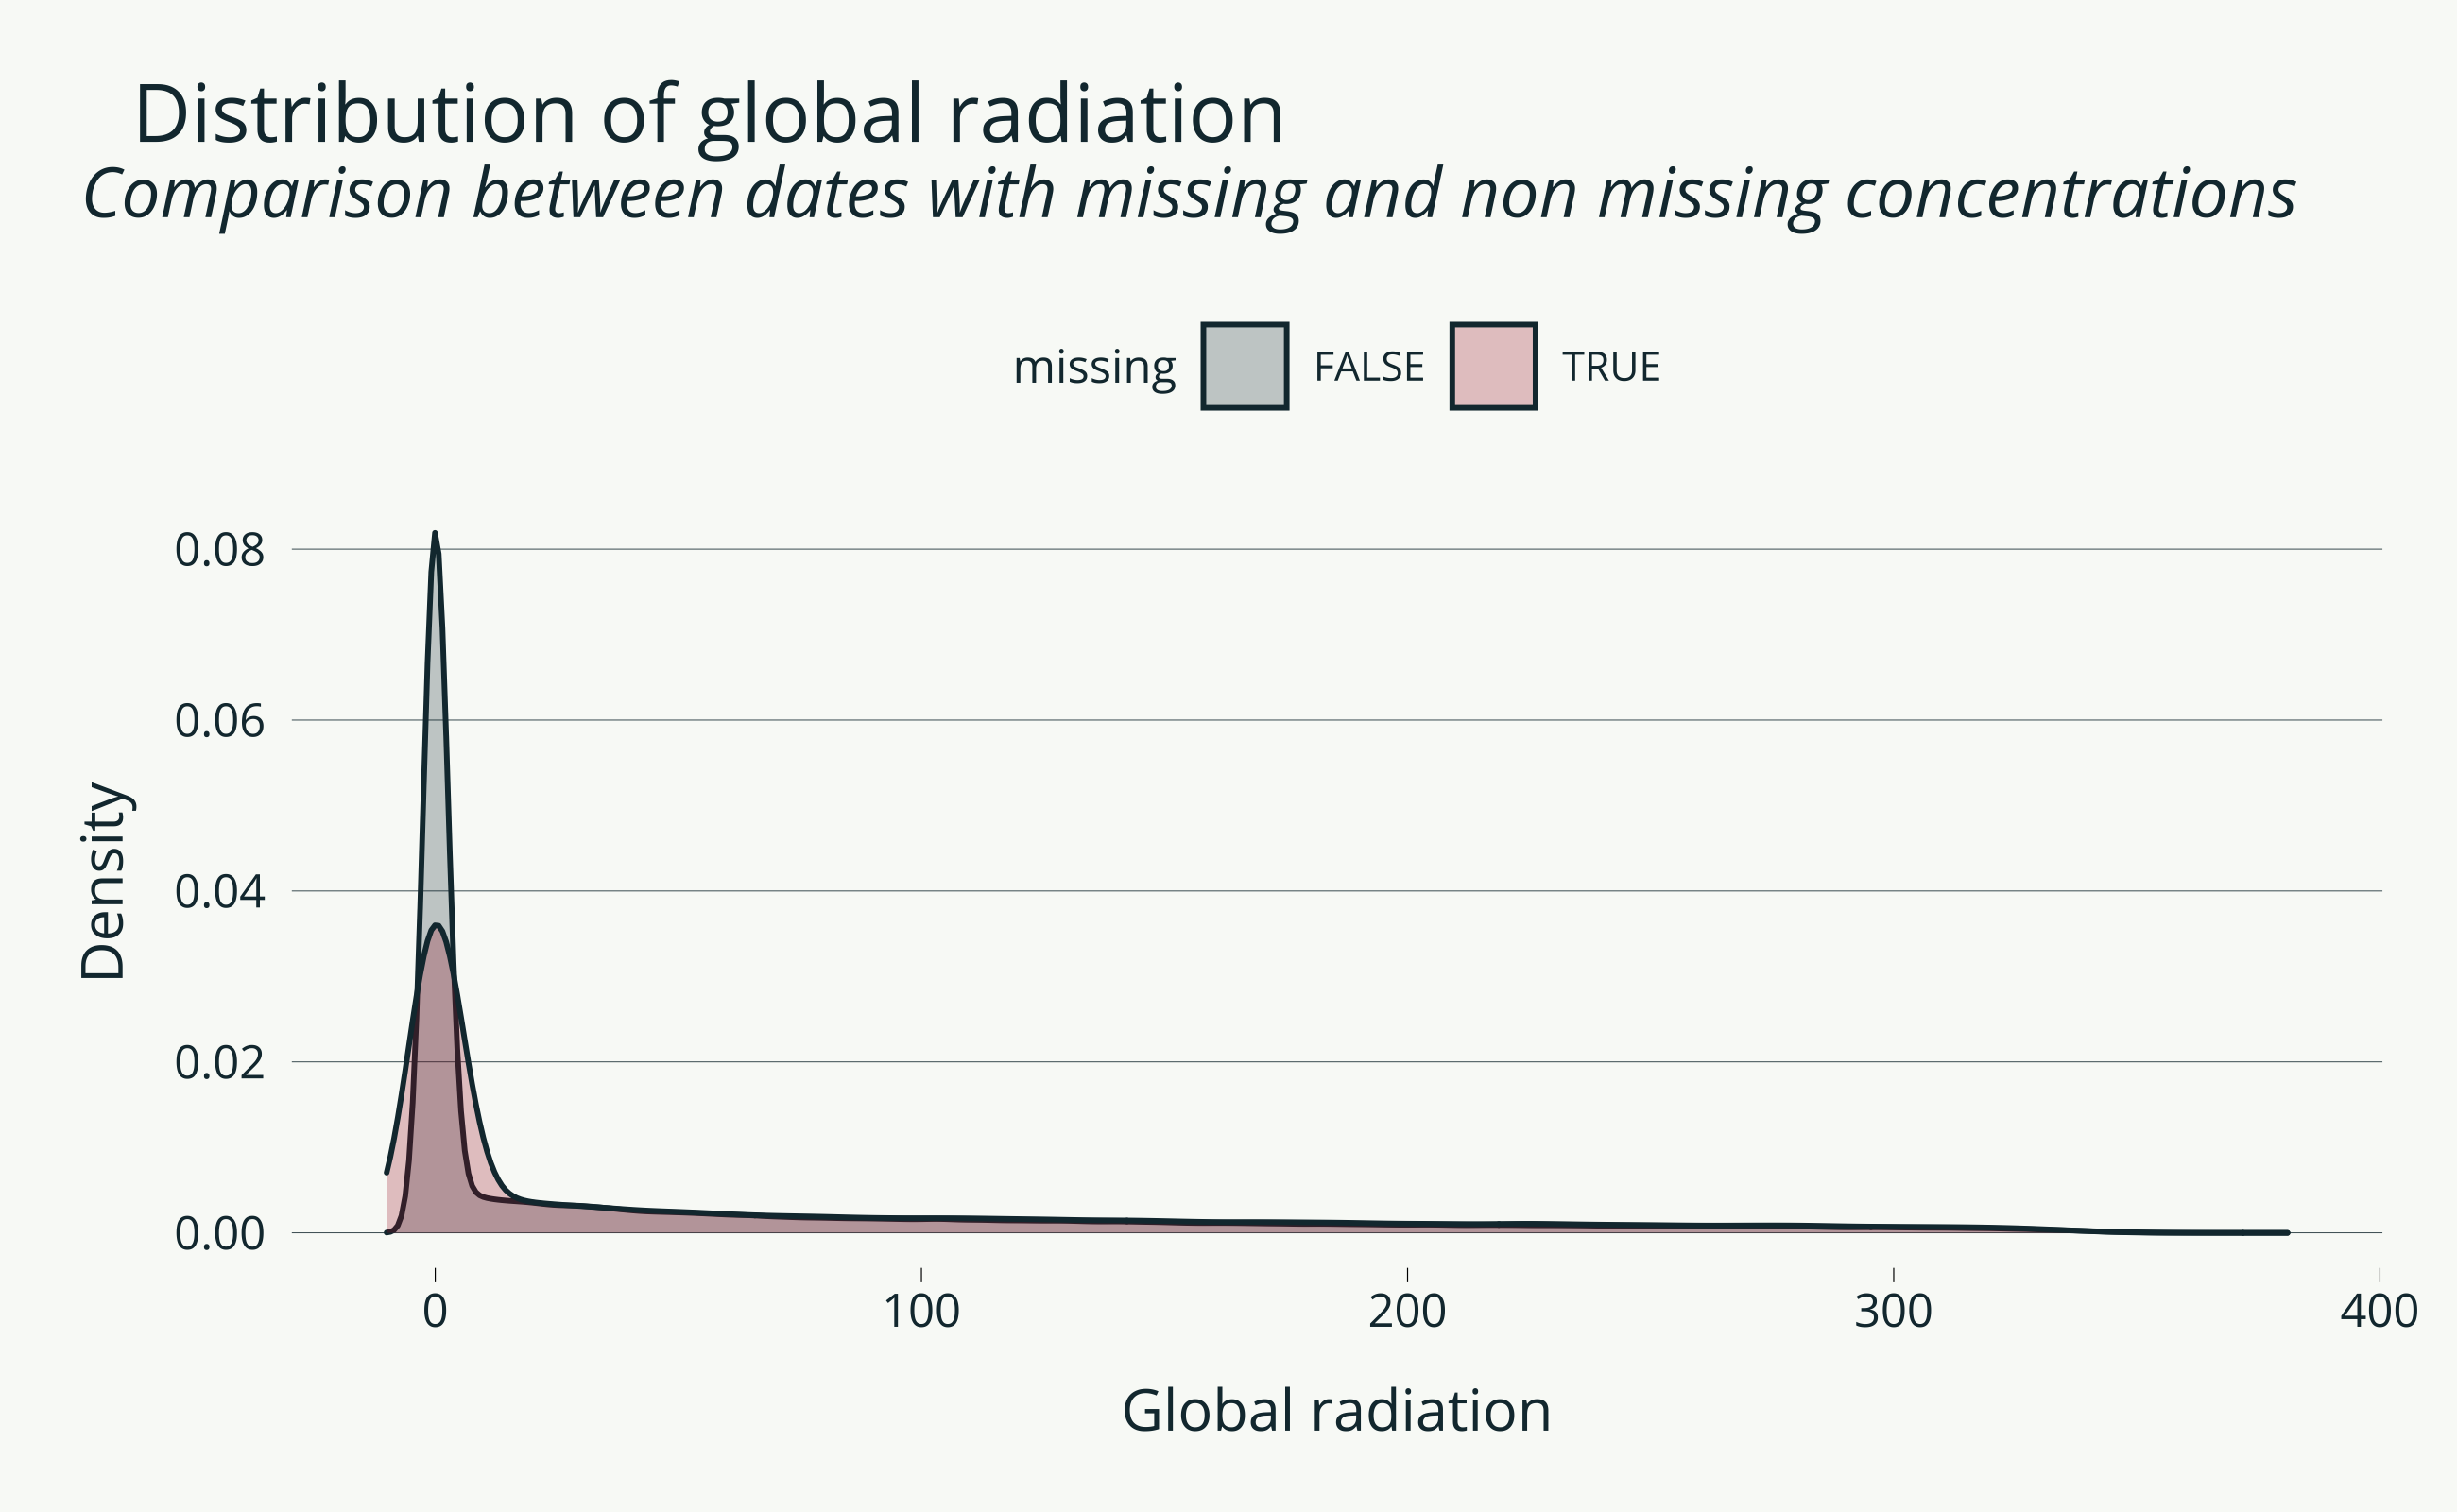 Distribution of global radiation
Comparison between dates with missing and non missing concentrations
missing FALSE TRUE
0.08
0.06
0.04
0.02
0.00
Density
0 100 200 300 400
Global radiation